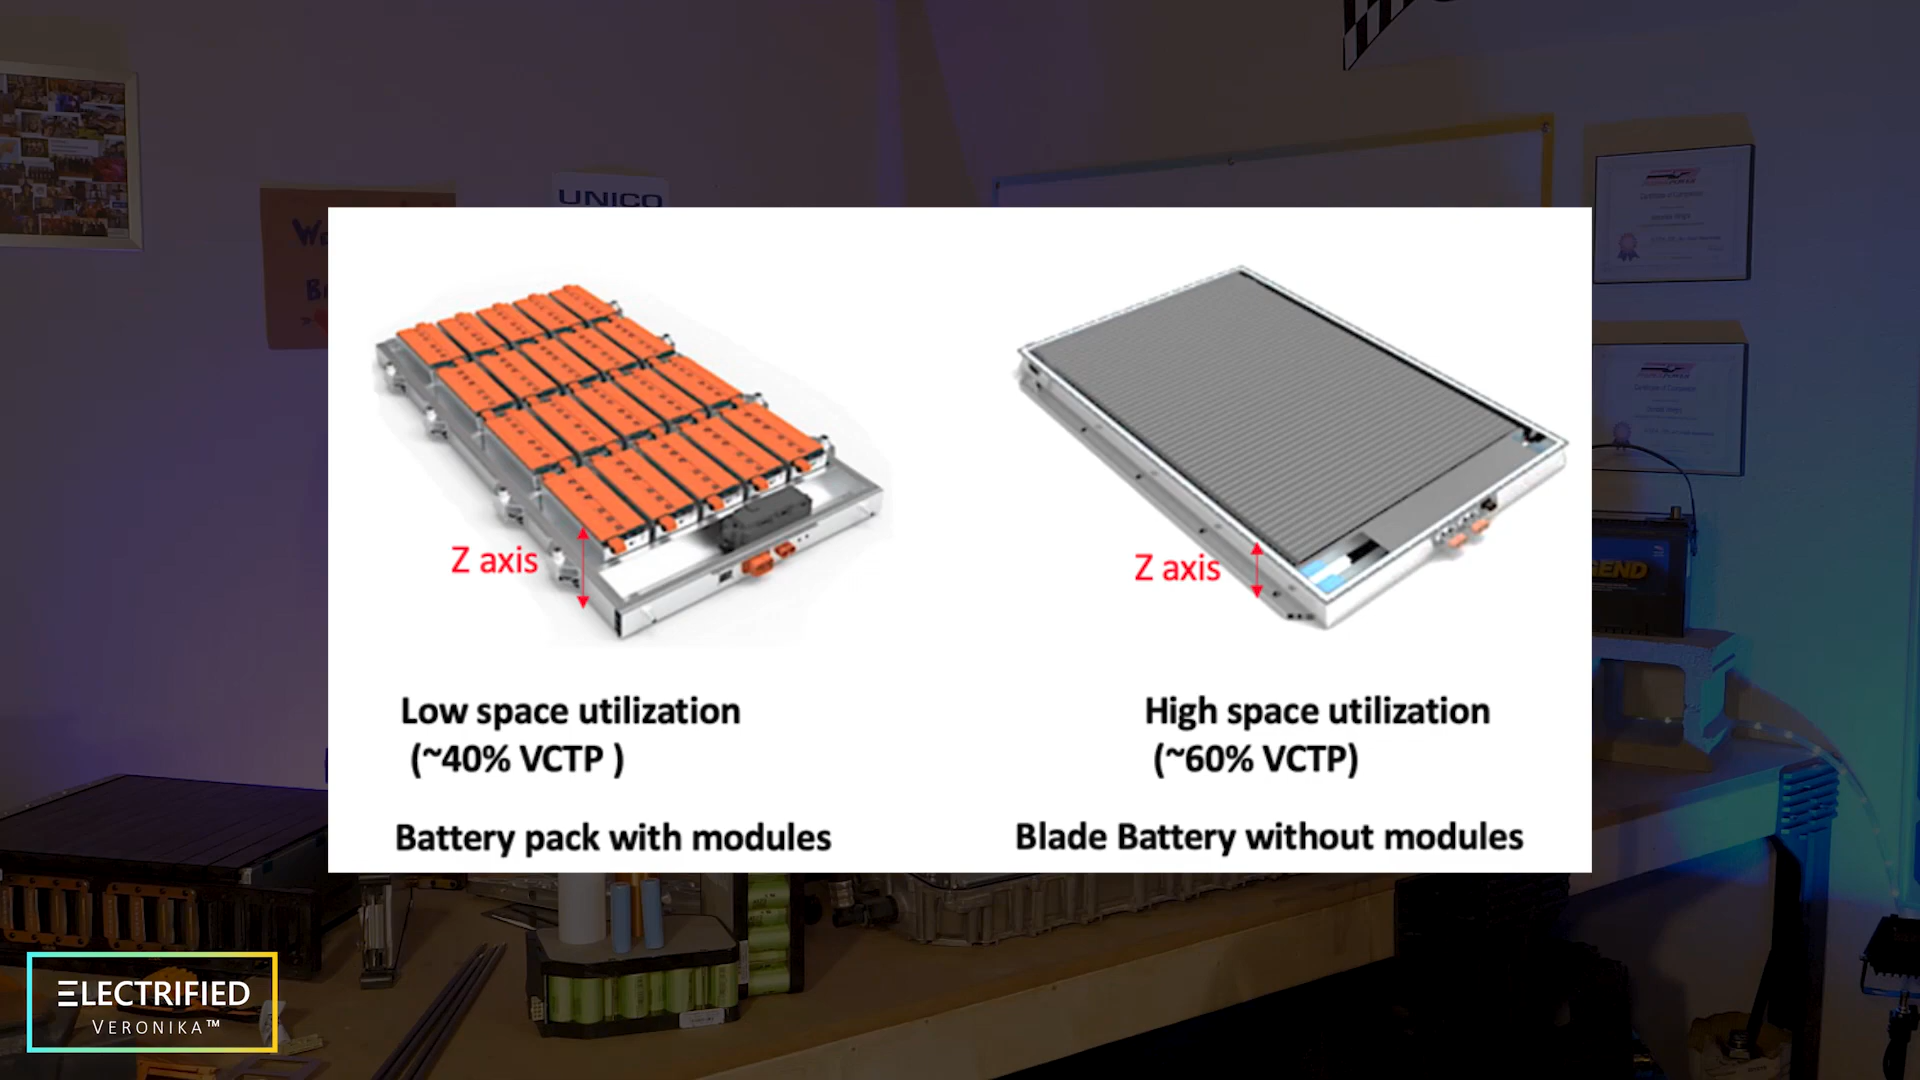 UNICO
Z axis
Z axis
Low space utilization
(~40% VCTP )
High space utilization
(~60% VCTP)
Battery pack with modules
Blade Battery without modules
GEND
ELECTRIFIED
VERONIKA™